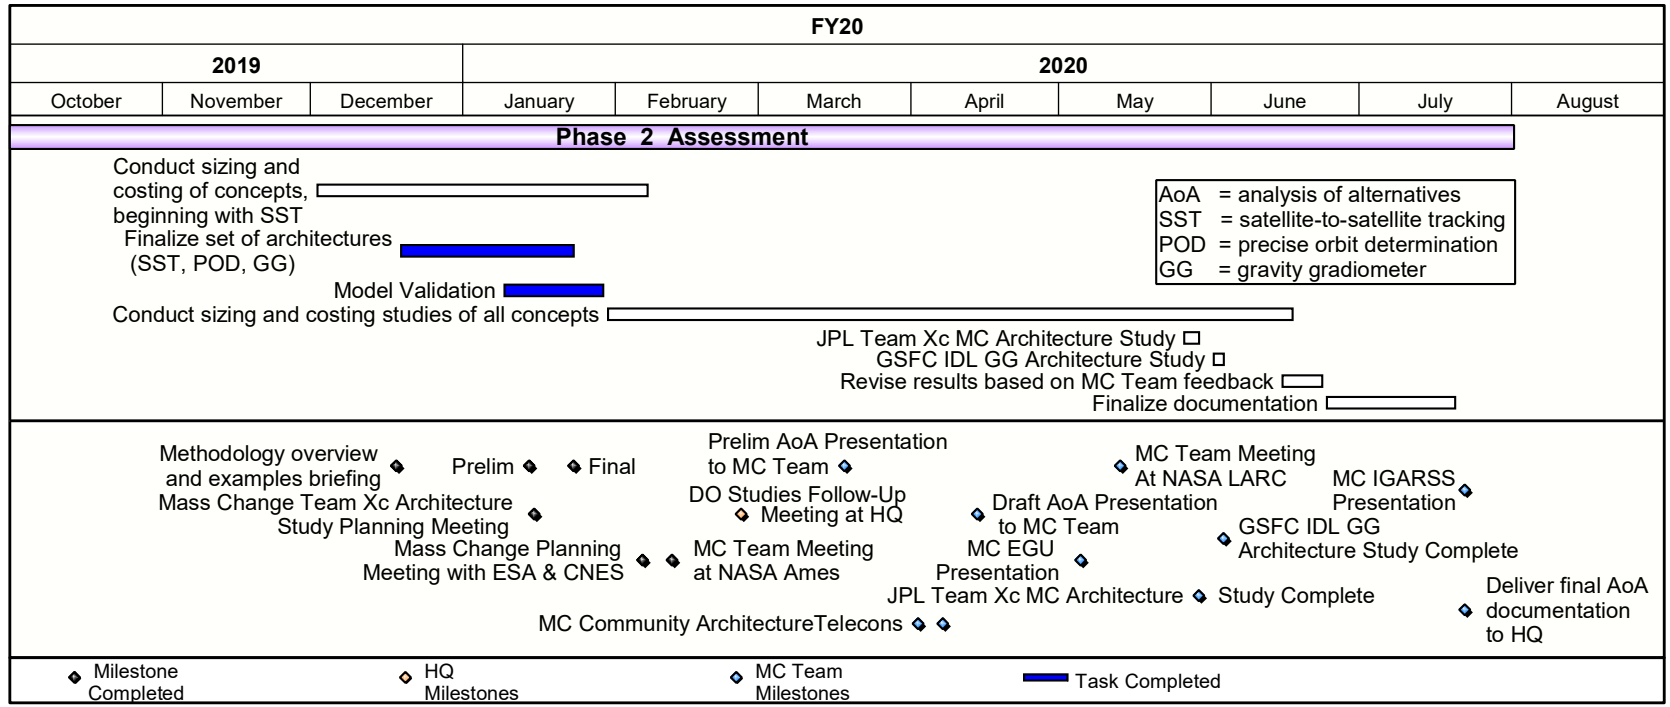 FY20
2019
2020
October
November
December
January
February
March
April
May
June
July
August
Phase 2 Assessment
Conduct sizing and
costing of concepts,
beginning with SST
Finalize set of architectures
(SST, POD, GG)
Model Validation
Conduct sizing and costing studies of all concepts
JPL Team Xc MC Architecture Study
GSFC IDL GG Architecture Study
Revise results based on MC Team feedback
Finalize documentation
AoA = analysis of alternatives
SST = satellite-to-satellite tracking
POD = precise orbit determination
GG = gravity gradiometer
Methodology overview
and examples briefing
Prelim
Final
Prelim AoA Presentation
to MC Team
MC Team Meeting
At NASA LARC
MC IGARSS
Presentation
Mass Change Team Xc Architecture
Study Planning Meeting
DO Studies Follow-Up
Meeting at HQ
Draft AoA Presentation
to MC Team
GSFC IDL GG
Architecture Study Complete
Mass Change Planning
Meeting with ESA & CNES
MC Team Meeting
at NASA Ames
MC EGU
Presentation
JPL Team Xc MC Architecture
Study Complete
Deliver final AoA
documentation
to HQ
MC Community ArchitectureTelecons
Milestone
Completed
HQ
Milestones
MC Team
Milestones
Task Completed